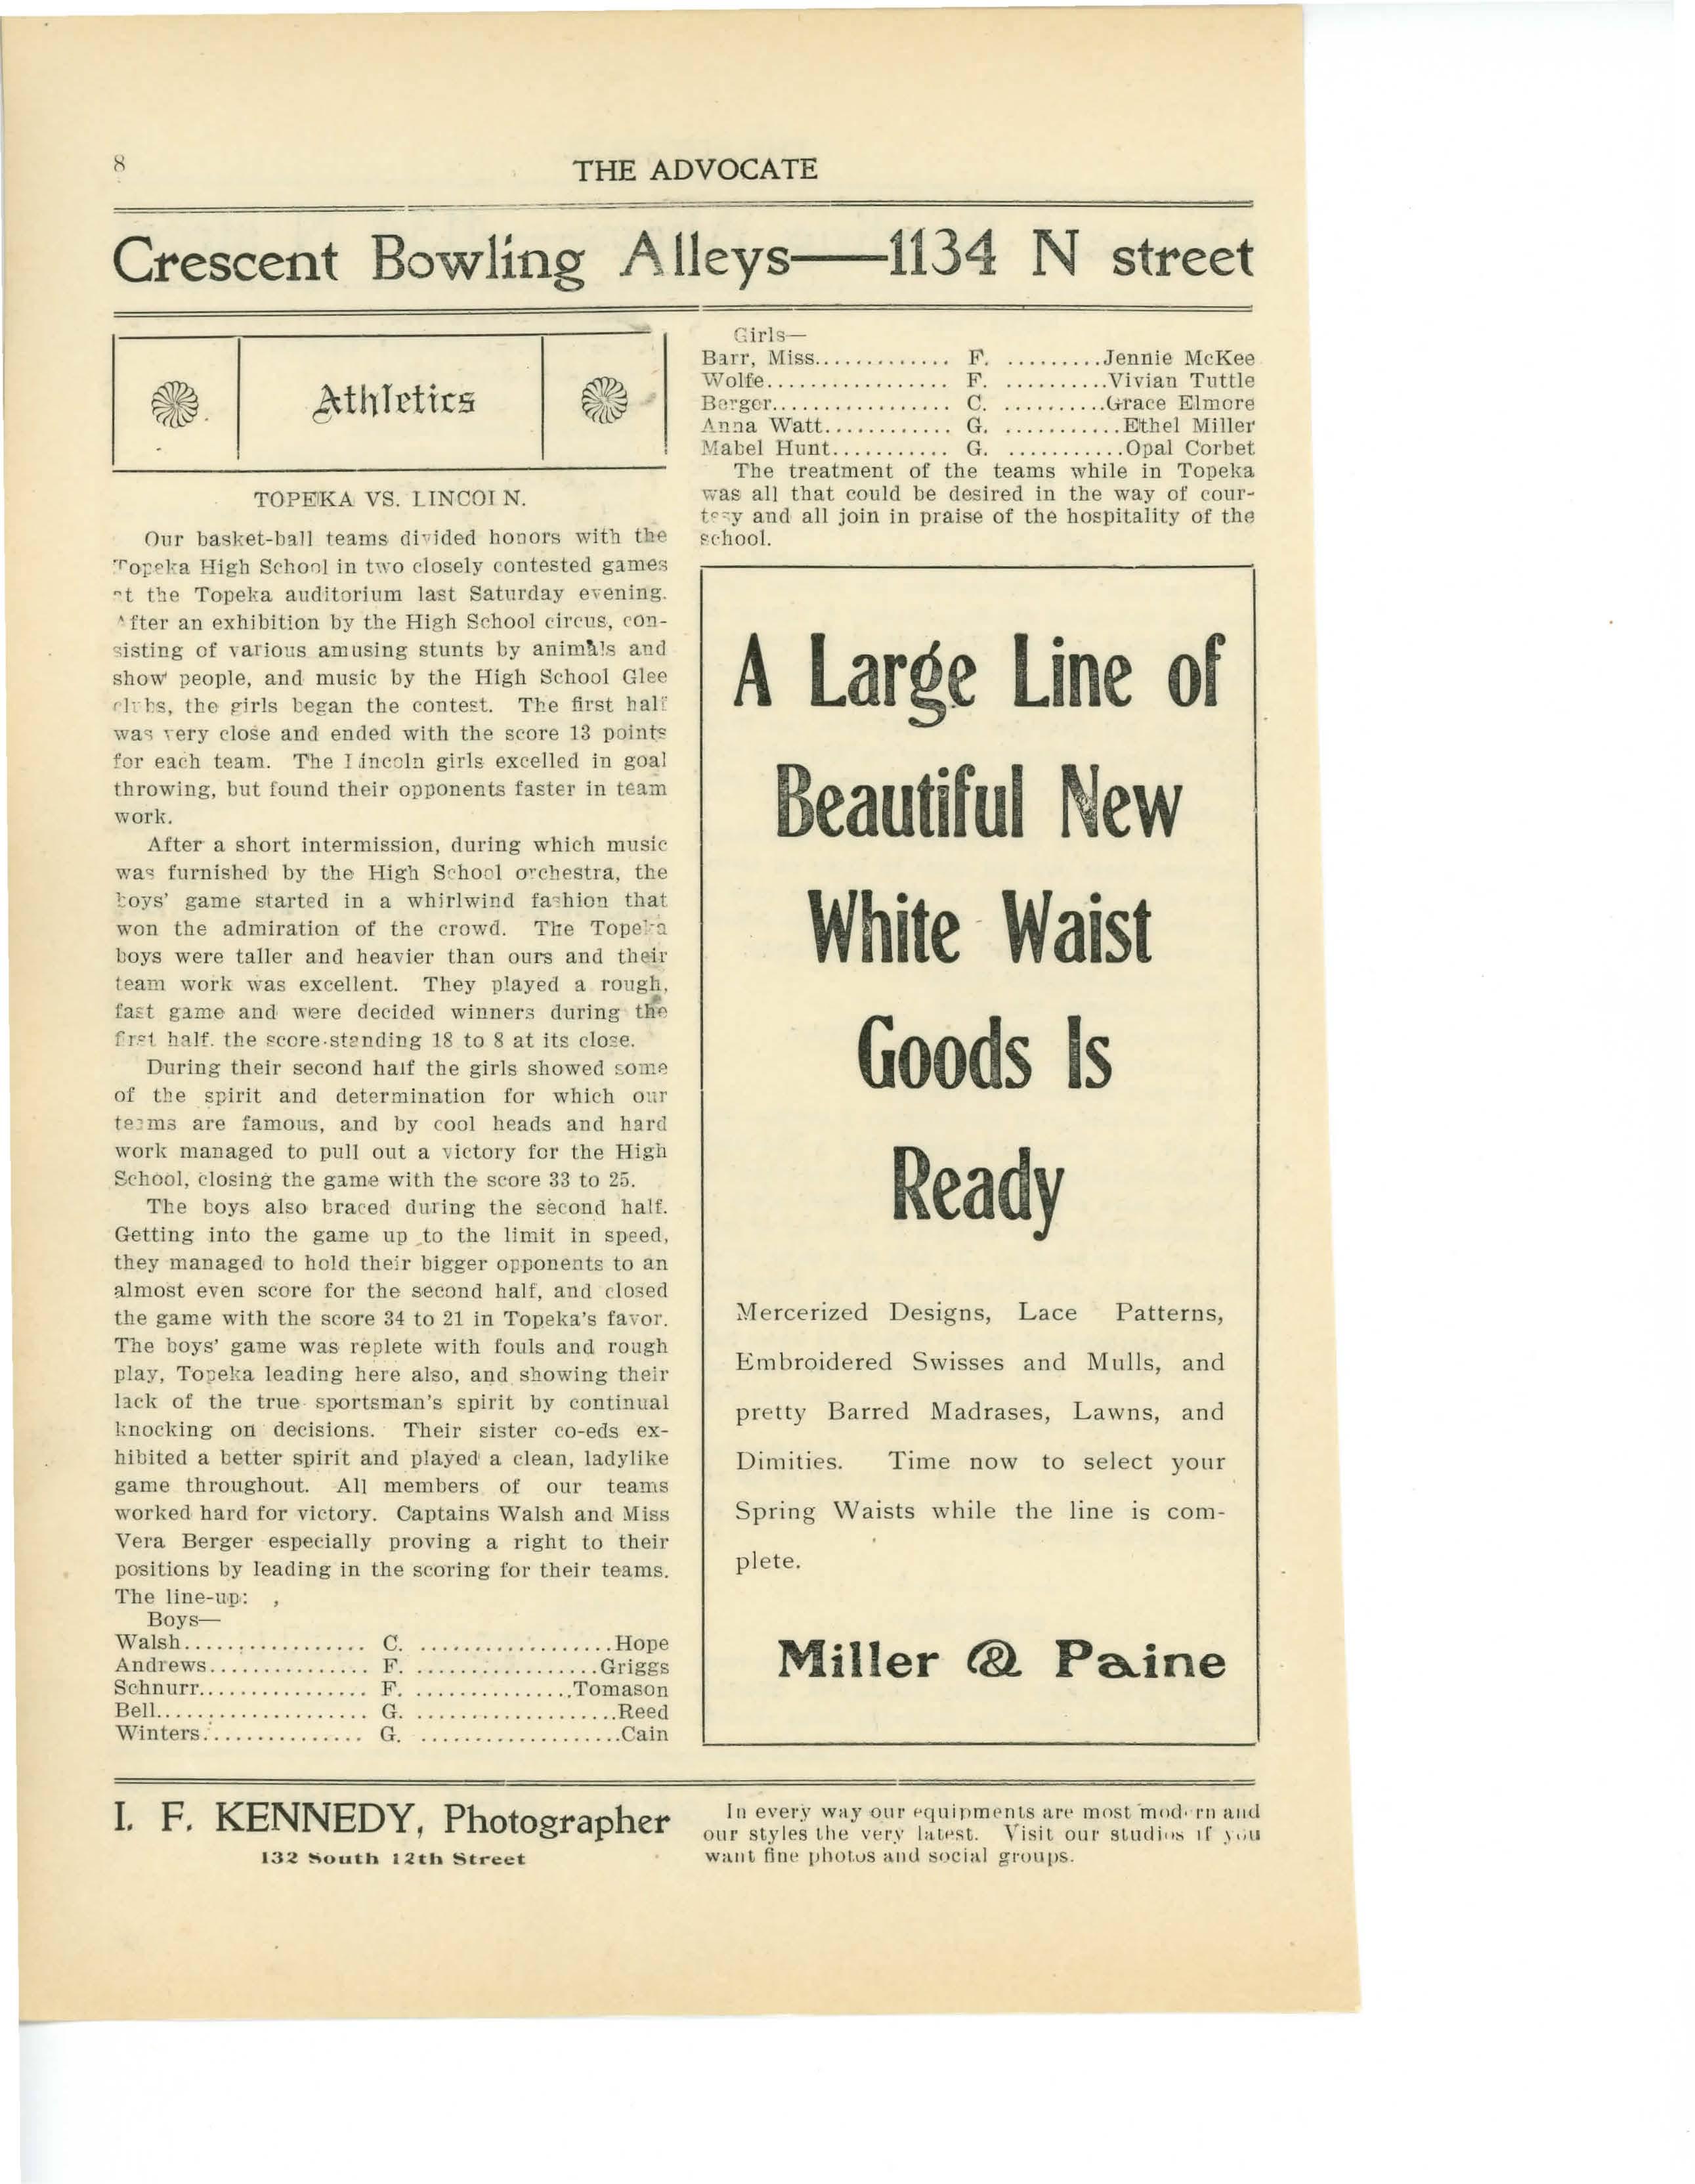 8
THE ADVOCATE
Crescent Bowling Alleys—1134 N street
Athletics
TOPEKA VS. LINCOLN.
Our basket-ball teams divided honors with the
Topeka High School in two closely contested games
at the Topeka auditorium last Saturday evening.
After an exhibition by the High School circus, con-
sisting of various amusing stunts by animals and
show people, and music by the High School Glee
clubs, the girls began the contest. The first half
was very close and ended with the score 13 points
for each team. The Lincoln girls excelled in goal
throwing, but found their opponents faster in team
work.
After a short intermission, during which music
was furnished by the High School orchestra, the
boys' game started in a whirlwind fashion that
won the admiration of the crowd. The Topeka
boys were taller and heavier than ours and their
team work was excellent. They played a rough,
fast game and were decided winners during the
first half. the score standing 18 to 8 at its close.
During their second half the girls showed some
of the spirit and determination for which our
teams are famous, and by cool heads and hard
work managed to pull out a victory for the High
School, closing the game with the score 33 to 25.
The boys also braced during the second half.
Getting into the game up to the limit in speed,
they managed to hold their bigger opponents to an
almost even score for the second half, and closed
the game with the score 34 to 21 in Topeka's favor.
The boys' game was replete with fouls and rough
play, Topeka leading here also, and showing their
lack of the true sportsman's spirit by continual
knocking on decisions. Their sister co-eds ex-
hibited a better spirit and played a clean, ladylike
game throughout. All members of our teams
worked hard for victory. Captains Walsh and Miss
Vera Berger especially proving a right to their
positions by leading in the scoring for their teams.
The line-up:
Boys—
Walsh.................. C. ...................Hope
Andrews............... F. ..................Griggs
Schnurr................ F. ................Tomason
Bell.................... G. ....................Reed
Winters................ G. ....................Cain
Girls—
Barr, Miss............. F. .........Jennie McKee
Wolfe................. F. ..........Vivian Tuttle
Berger................. C. ..........Grace Elmore
Anna Watt............ G. ...........Ethel Miller
Mabel Hunt........... G. ...........Opal Corbet
The treatment of the teams while in Topeka
was all that could be desired in the way of cour-
tesy and all join in praise of the hospitality of the
school.
A Large Line of
Beautiful New
White Waist
Goods Is
Ready
Mercerized Designs, Lace Patterns,
Embroidered Swisses and Mulls, and
pretty Barred Madrases, Lawns, and
Dimities. Time now to select your
Spring Waists while the line is com-
plete.
Miller & Paine
I. F. KENNEDY, Photographer
132 South 12th Street
In every way our equipments are most modern and
our styles the very latest. Visit our studios if you
want fine photos and social groups.